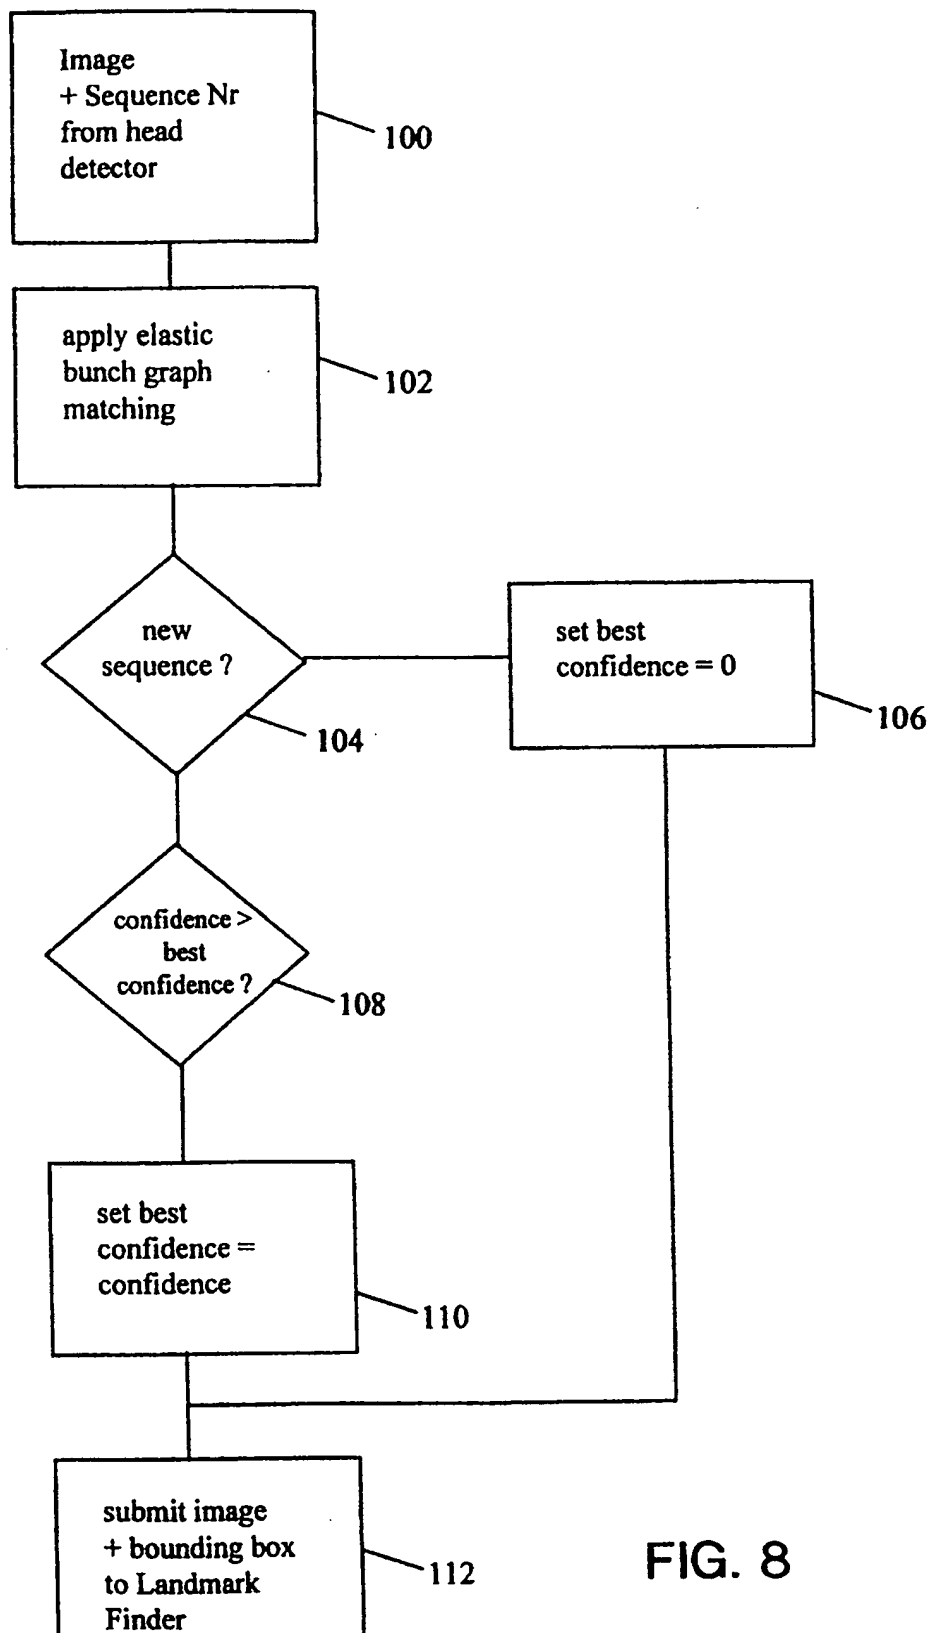 Image
+ Sequence Nr
from head
detector
100
apply elastic
bunch graph
matching
102
new
sequence ?
104
set best
confidence = 0
106
confidence >
best
confidence ?
108
set best
confidence =
confidence
110
submit image
+ bounding box
to Landmark
Finder
112
FIG. 8